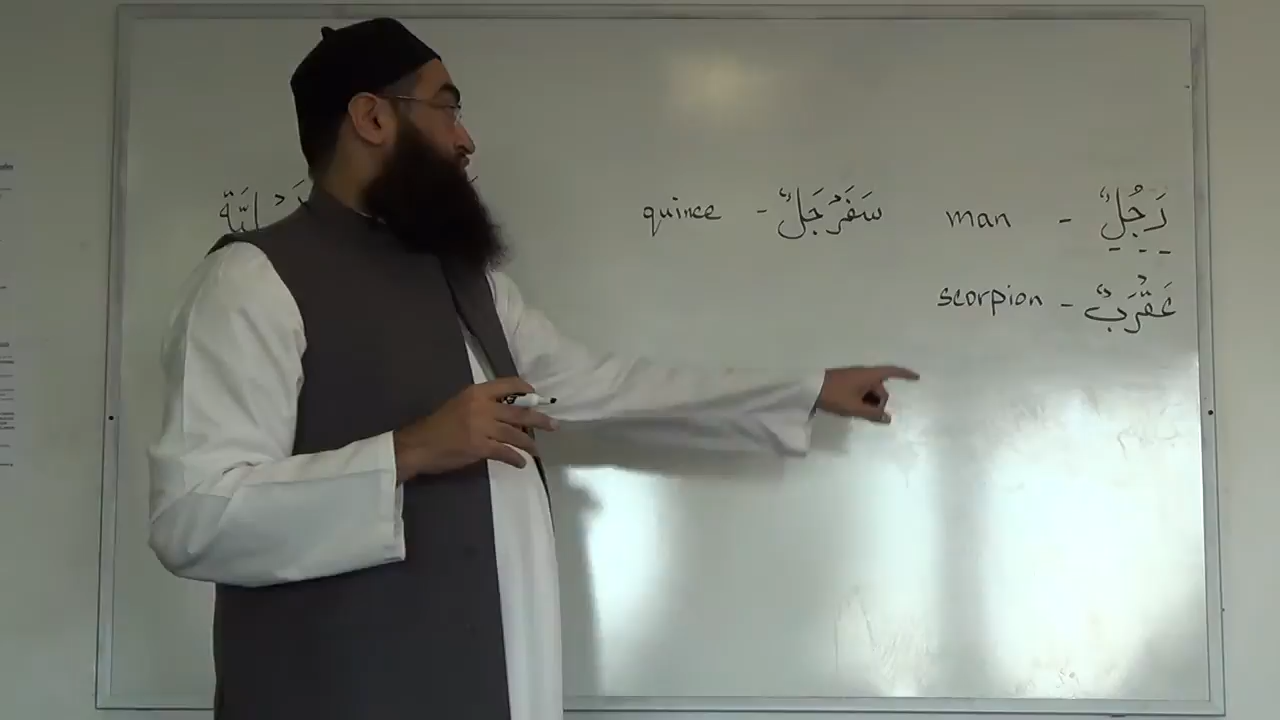 رَجُلٌ - man سَفَرْجَلٌ - quince
عَقْرَبٌ - scorpion